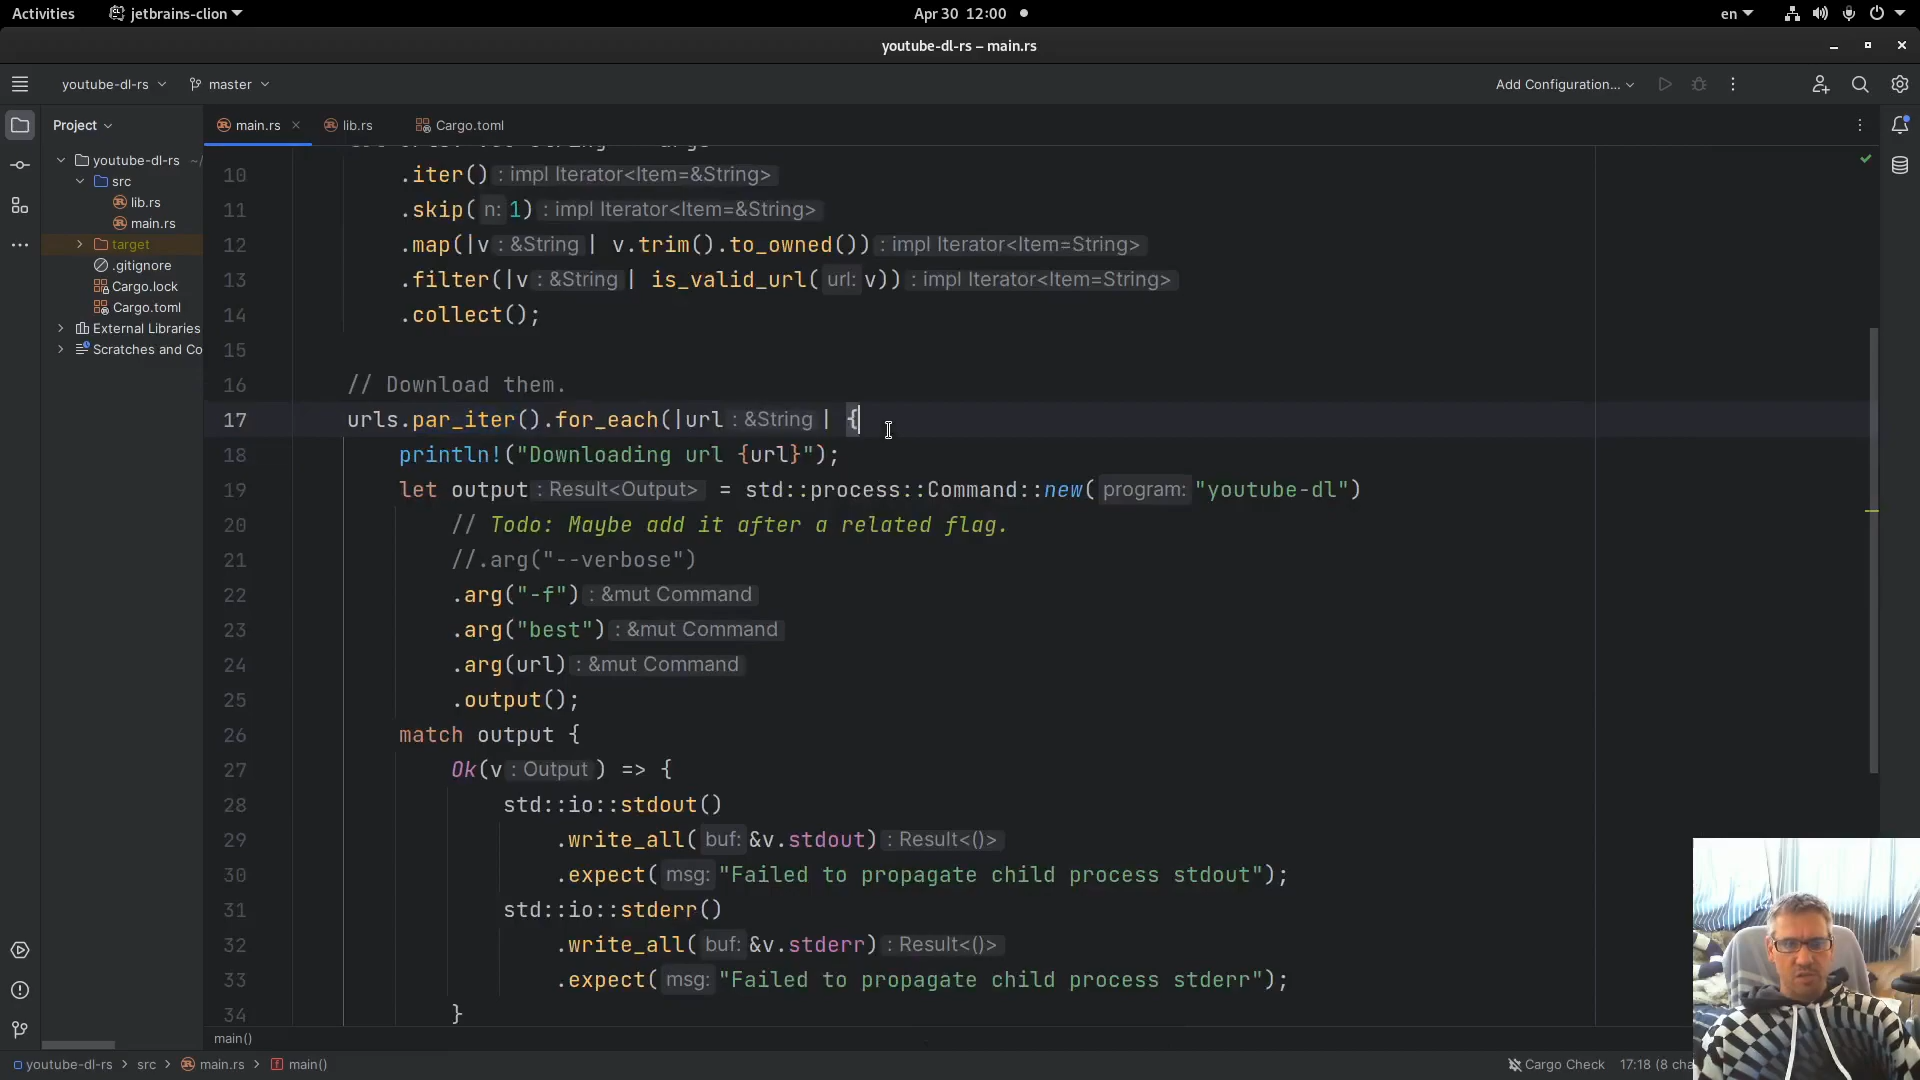 Activities
jetbrains-clion
Apr 30 12:00
en
youtube-dl-rs – main.rs
youtube-dl-rs
master
Add Configuration...
Project
main.rs
lib.rs
Cargo.toml
youtube-dl-rs ~/
src
lib.rs
main.rs
target
.gitignore
Cargo.lock
Cargo.toml
External Libraries
Scratches and Co
10 .iter() : impl Iterator<Item=&String>
11 .skip( n: 1) : impl Iterator<Item=&String>
12 .map(|v : &String | v.trim().to_owned()) : impl Iterator<Item=String>
13 .filter(|v : &String | is_valid_url( url: v)) : impl Iterator<Item=String>
14 .collect();
15
16 // Download them.
17 urls.par_iter().for_each(|url : &String | {
18 println!("Downloading url {url}");
19 let output : Result<Output> = std::process::Command::new( program: "youtube-dl")
20 // Todo: Maybe add it after a related flag.
21 //.arg("--verbose")
22 .arg("-f") : &mut Command
23 .arg("best") : &mut Command
24 .arg(url) : &mut Command
25 .output();
26 match output {
27 Ok(v : Output ) => {
28 std::io::stdout()
29 .write_all( buf: &v.stdout) : Result<()>
30 .expect( msg: "Failed to propagate child process stdout");
31 std::io::stderr()
32 .write_all( buf: &v.stderr) : Result<()>
33 .expect( msg: "Failed to propagate child process stderr");
34 }
main()
youtube-dl-rs > src > main.rs > main()
Cargo Check
17:18 (8 cha